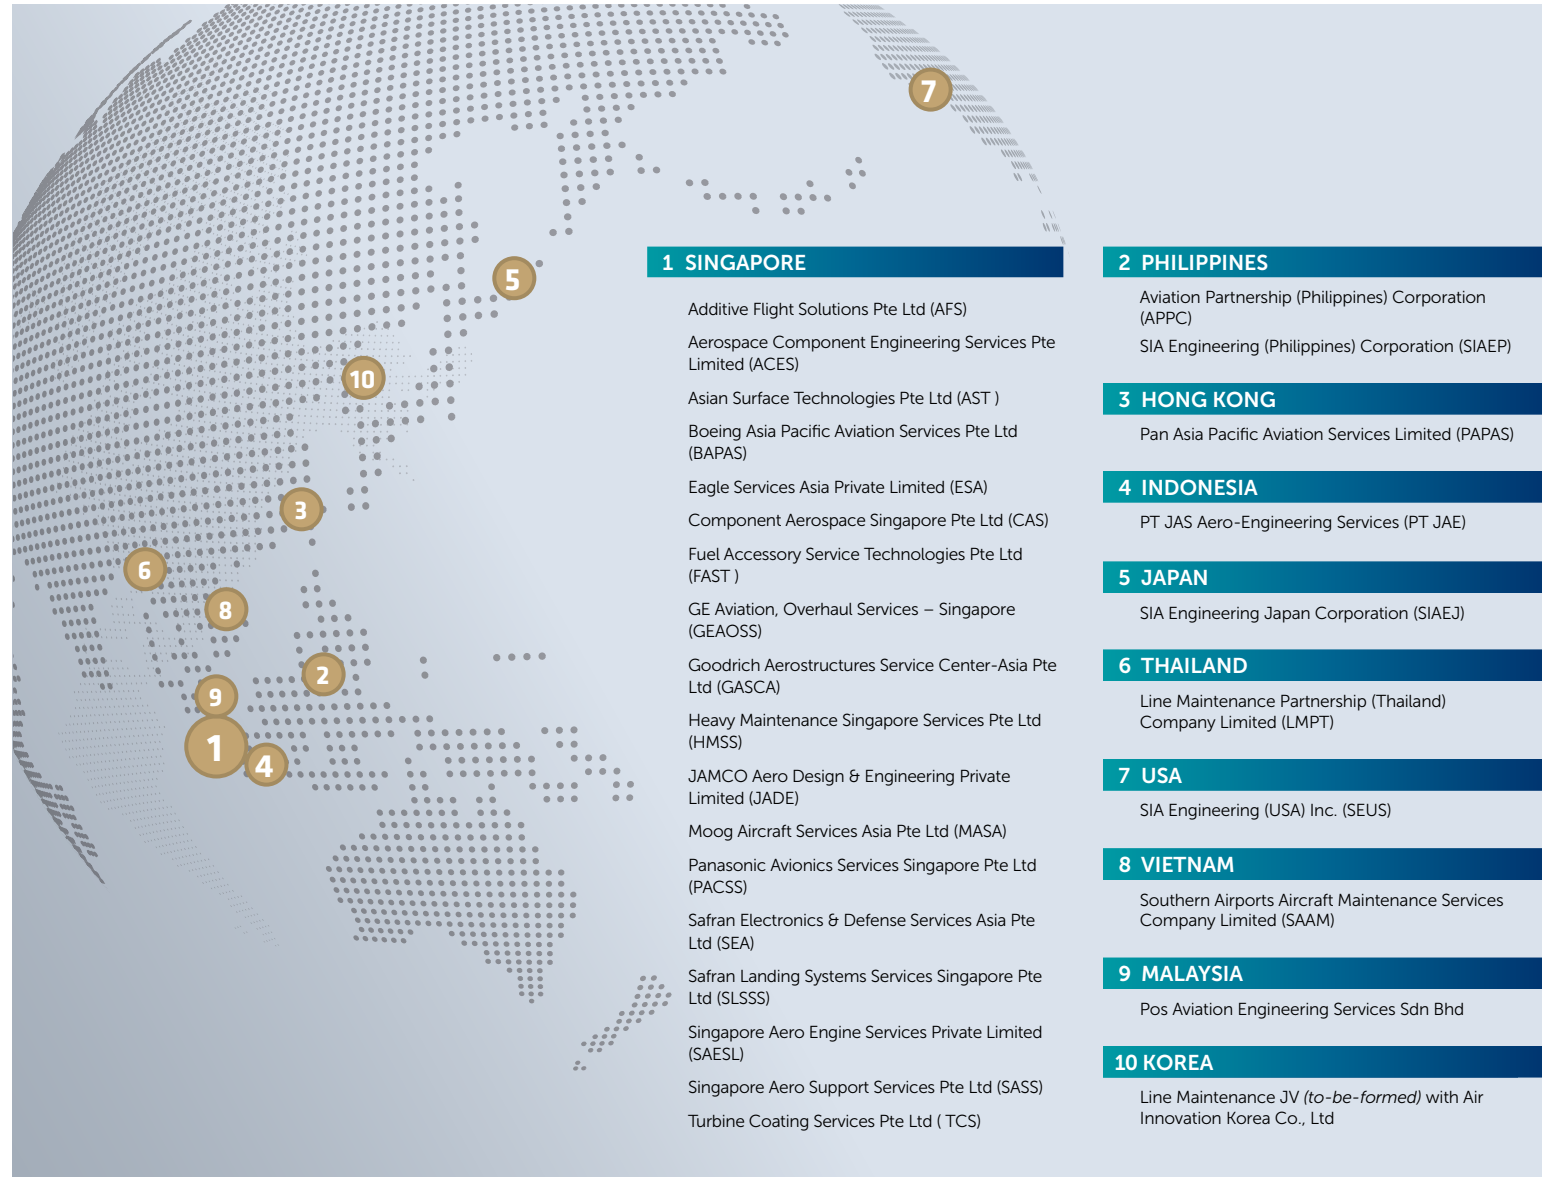 7
5
10
3
6
8
2
9
1
4
1 SINGAPORE
Additive Flight Solutions Pte Ltd (AFS)
Aerospace Component Engineering Services Pte
Limited (ACES)
Asian Surface Technologies Pte Ltd (AST )
Boeing Asia Pacific Aviation Services Pte Ltd
(BAPAS)
Eagle Services Asia Private Limited (ESA)
Component Aerospace Singapore Pte Ltd (CAS)
Fuel Accessory Service Technologies Pte Ltd
(FAST )
GE Aviation, Overhaul Services – Singapore
(GEAOSS)
Goodrich Aerostructures Service Center-Asia Pte
Ltd (GASCA)
Heavy Maintenance Singapore Services Pte Ltd
(HMSS)
JAMCO Aero Design & Engineering Private
Limited (JADE)
Moog Aircraft Services Asia Pte Ltd (MASA)
Panasonic Avionics Services Singapore Pte Ltd
(PACSS)
Safran Electronics & Defense Services Asia Pte
Ltd (SEA)
Safran Landing Systems Services Singapore Pte
Ltd (SLSSS)
Singapore Aero Engine Services Private Limited
(SAESL)
Singapore Aero Support Services Pte Ltd (SASS)
Turbine Coating Services Pte Ltd ( TCS)
2 PHILIPPINES
Aviation Partnership (Philippines) Corporation
(APPC)
SIA Engineering (Philippines) Corporation (SIAEP)
3 HONG KONG
Pan Asia Pacific Aviation Services Limited (PAPAS)
4 INDONESIA
PT JAS Aero-Engineering Services (PT JAE)
5 JAPAN
SIA Engineering Japan Corporation (SIAEJ)
6 THAILAND
Line Maintenance Partnership (Thailand)
Company Limited (LMPT)
7 USA
SIA Engineering (USA) Inc. (SEUS)
8 VIETNAM
Southern Airports Aircraft Maintenance Services
Company Limited (SAAM)
9 MALAYSIA
Pos Aviation Engineering Services Sdn Bhd
10 KOREA
Line Maintenance JV (to-be-formed) with Air
Innovation Korea Co., Ltd